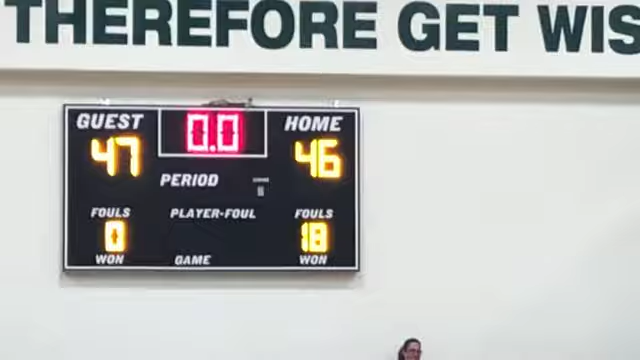 THEREFORE GET WIS
GUEST 0.0 HOME
47 46
PERIOD
FOULS PLAYER-FOUL FOULS
0 18
WON GAME WON